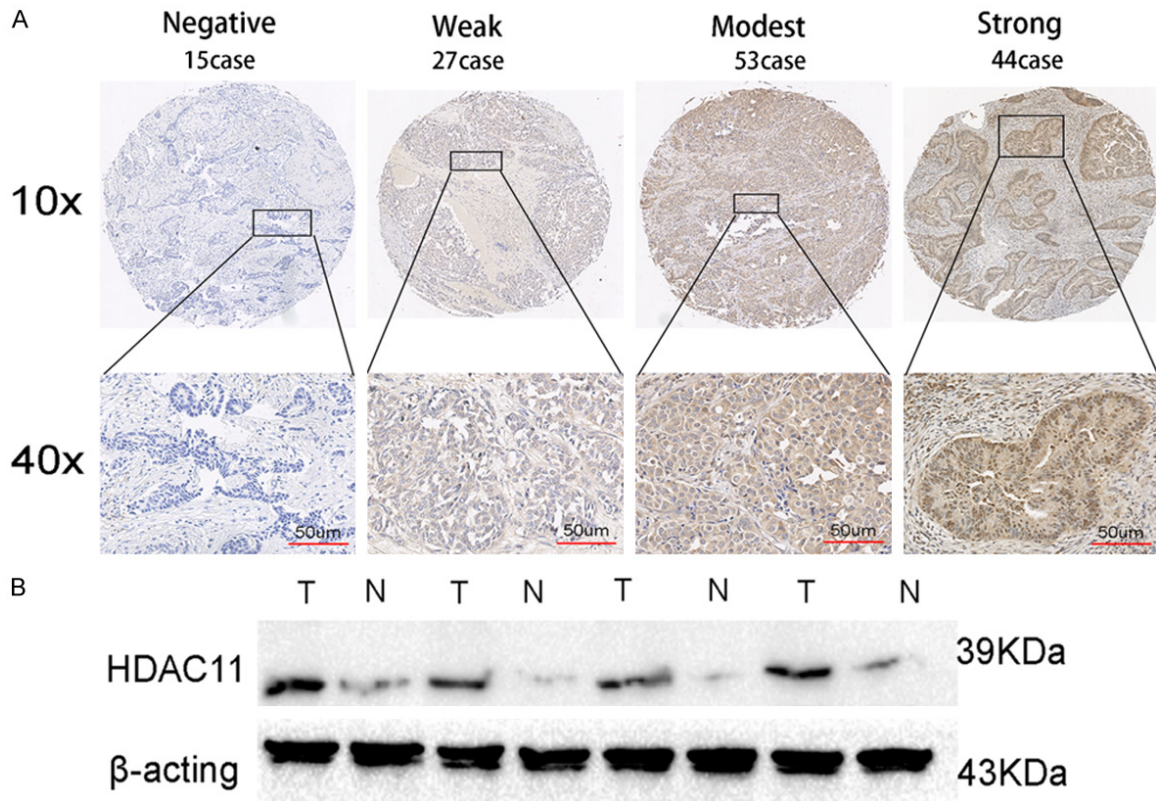 A
Negative Weak Modest Strong
15case 27case 53case 44case
10x
40x
50um 50um 50um 50um
B
T N T N T N T N
HDAC11 39KDa
β-acting 43KDa